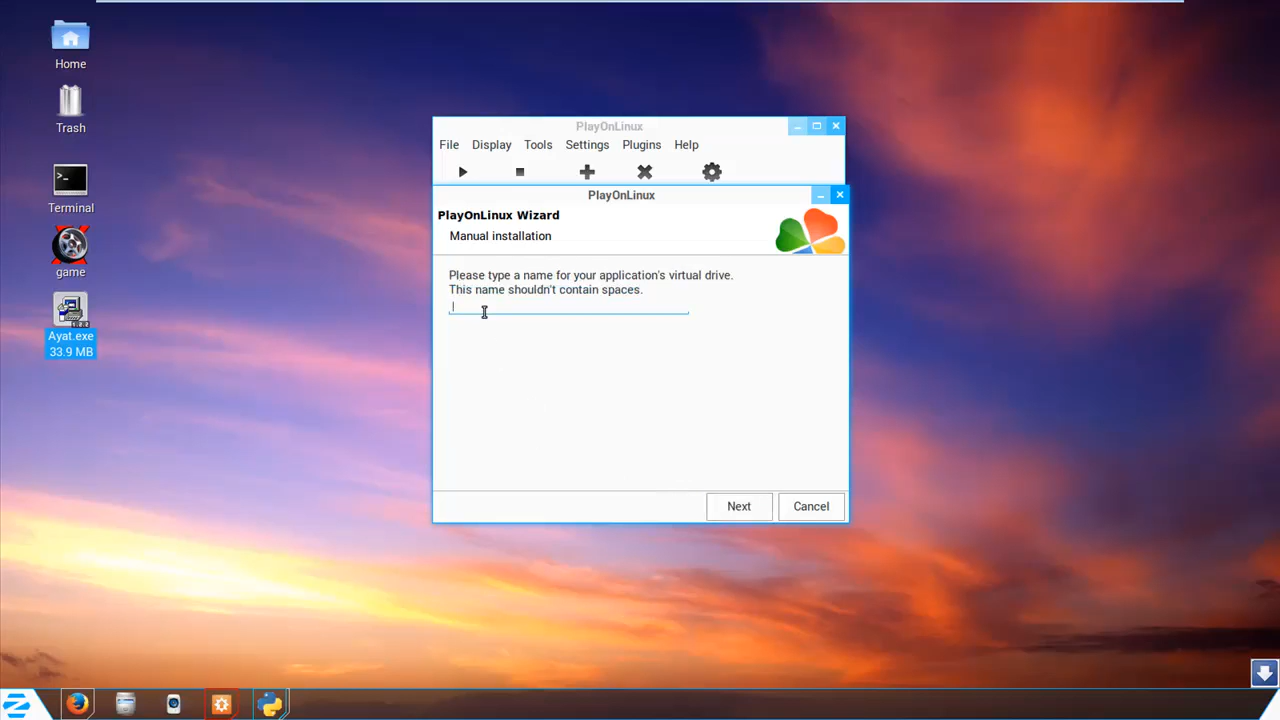 Home
Trash
Terminal
game
Ayat.exe
33.9 MB
PlayOnLinux
File Display Tools Settings Plugins Help
PlayOnLinux
PlayOnLinux Wizard
Manual installation
Please type a name for your application's virtual drive.
This name shouldn't contain spaces.
Next Cancel